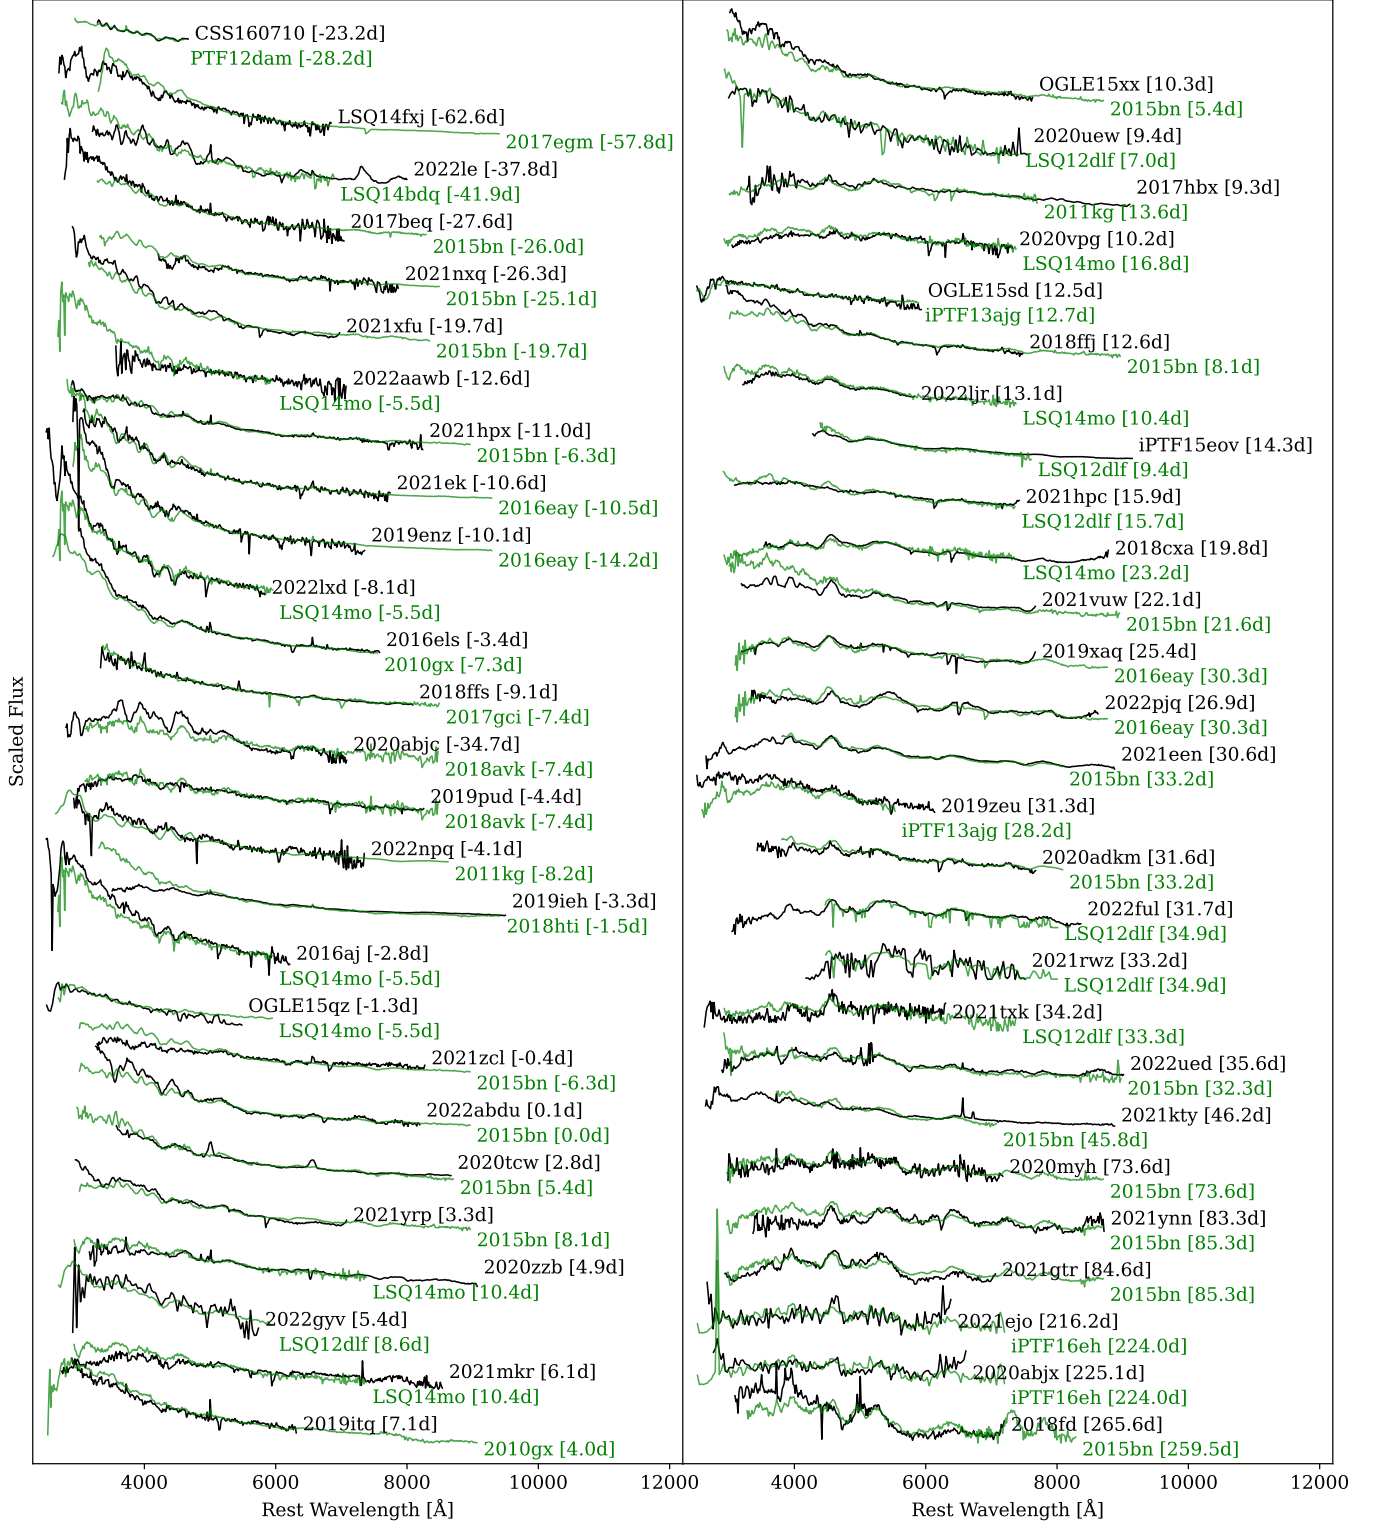 CSS160710 [-23.2d]
PTF12dam [-28.2d]
LSQ14fxj [-62.6d]
2017egm [-57.8d]
2022le [-37.8d]
LSQ14bdq [-41.9d]
2017beq [-27.6d]
2015bn [-26.0d]
2021nxq [-26.3d]
2015bn [-25.1d]
2021xfu [-19.7d]
2015bn [-19.7d]
2022aawb [-12.6d]
LSQ14mo [-5.5d]
2021hpx [-11.0d]
2015bn [-6.3d]
2021ek [-10.6d]
2016eay [-10.5d]
2019enz [-10.1d]
2016eay [-14.2d]
2022lxd [-8.1d]
LSQ14mo [-5.5d]
2016els [-3.4d]
2010gx [-7.3d]
2018ffs [-9.1d]
2017gci [-7.4d]
2020abjc [-34.7d]
2018avk [-7.4d]
2019pud [-4.4d]
2018avk [-7.4d]
2022npq [-4.1d]
2011kg [-8.2d]
2019ieh [-3.3d]
2018hti [-1.5d]
2016aj [-2.8d]
LSQ14mo [-5.5d]
OGLE15qz [-1.3d]
LSQ14mo [-5.5d]
2021zcl [-0.4d]
2015bn [-6.3d]
2022abdu [0.1d]
2015bn [0.0d]
2020tcw [2.8d]
2015bn [5.4d]
2021yrp [3.3d]
2015bn [8.1d]
2020zzb [4.9d]
LSQ14mo [10.4d]
2022gyv [5.4d]
LSQ12dlf [8.6d]
2021mkr [6.1d]
LSQ14mo [10.4d]
2019itq [7.1d]
2010gx [4.0d]
Scaled Flux
4000 6000 8000 10000 12000
Rest Wavelength [Å]
OGLE15xx [10.3d]
2015bn [5.4d]
2020uew [9.4d]
LSQ12dlf [7.0d]
2017hbx [9.3d]
2011kg [13.6d]
2020vpg [10.2d]
LSQ14mo [16.8d]
OGLE15sd [12.5d]
iPTF13ajg [12.7d]
2018ffj [12.6d]
2015bn [8.1d]
2022ljr [13.1d]
LSQ14mo [10.4d]
iPTF15eov [14.3d]
LSQ12dlf [9.4d]
2021hpc [15.9d]
LSQ12dlf [15.7d]
2018cxa [19.8d]
LSQ14mo [23.2d]
2021vuw [22.1d]
2015bn [21.6d]
2019xaq [25.4d]
2016eay [30.3d]
2022pjq [26.9d]
2016eay [30.3d]
2021een [30.6d]
2015bn [33.2d]
2019zeu [31.3d]
iPTF13ajg [28.2d]
2020adkm [31.6d]
2015bn [33.2d]
2022ful [31.7d]
LSQ12dlf [34.9d]
2021rwz [33.2d]
LSQ12dlf [34.9d]
2021txk [34.2d]
LSQ12dlf [33.3d]
2022ued [35.6d]
2015bn [32.3d]
2021kty [46.2d]
2015bn [45.8d]
2020myh [73.6d]
2015bn [73.6d]
2021ynn [83.3d]
2015bn [85.3d]
2021gtr [84.6d]
2015bn [85.3d]
2021ejo [216.2d]
iPTF16eh [224.0d]
2020abjx [225.1d]
iPTF16eh [224.0d]
2018fd [265.6d]
2015bn [259.5d]
4000 6000 8000 10000 12000
Rest Wavelength [Å]